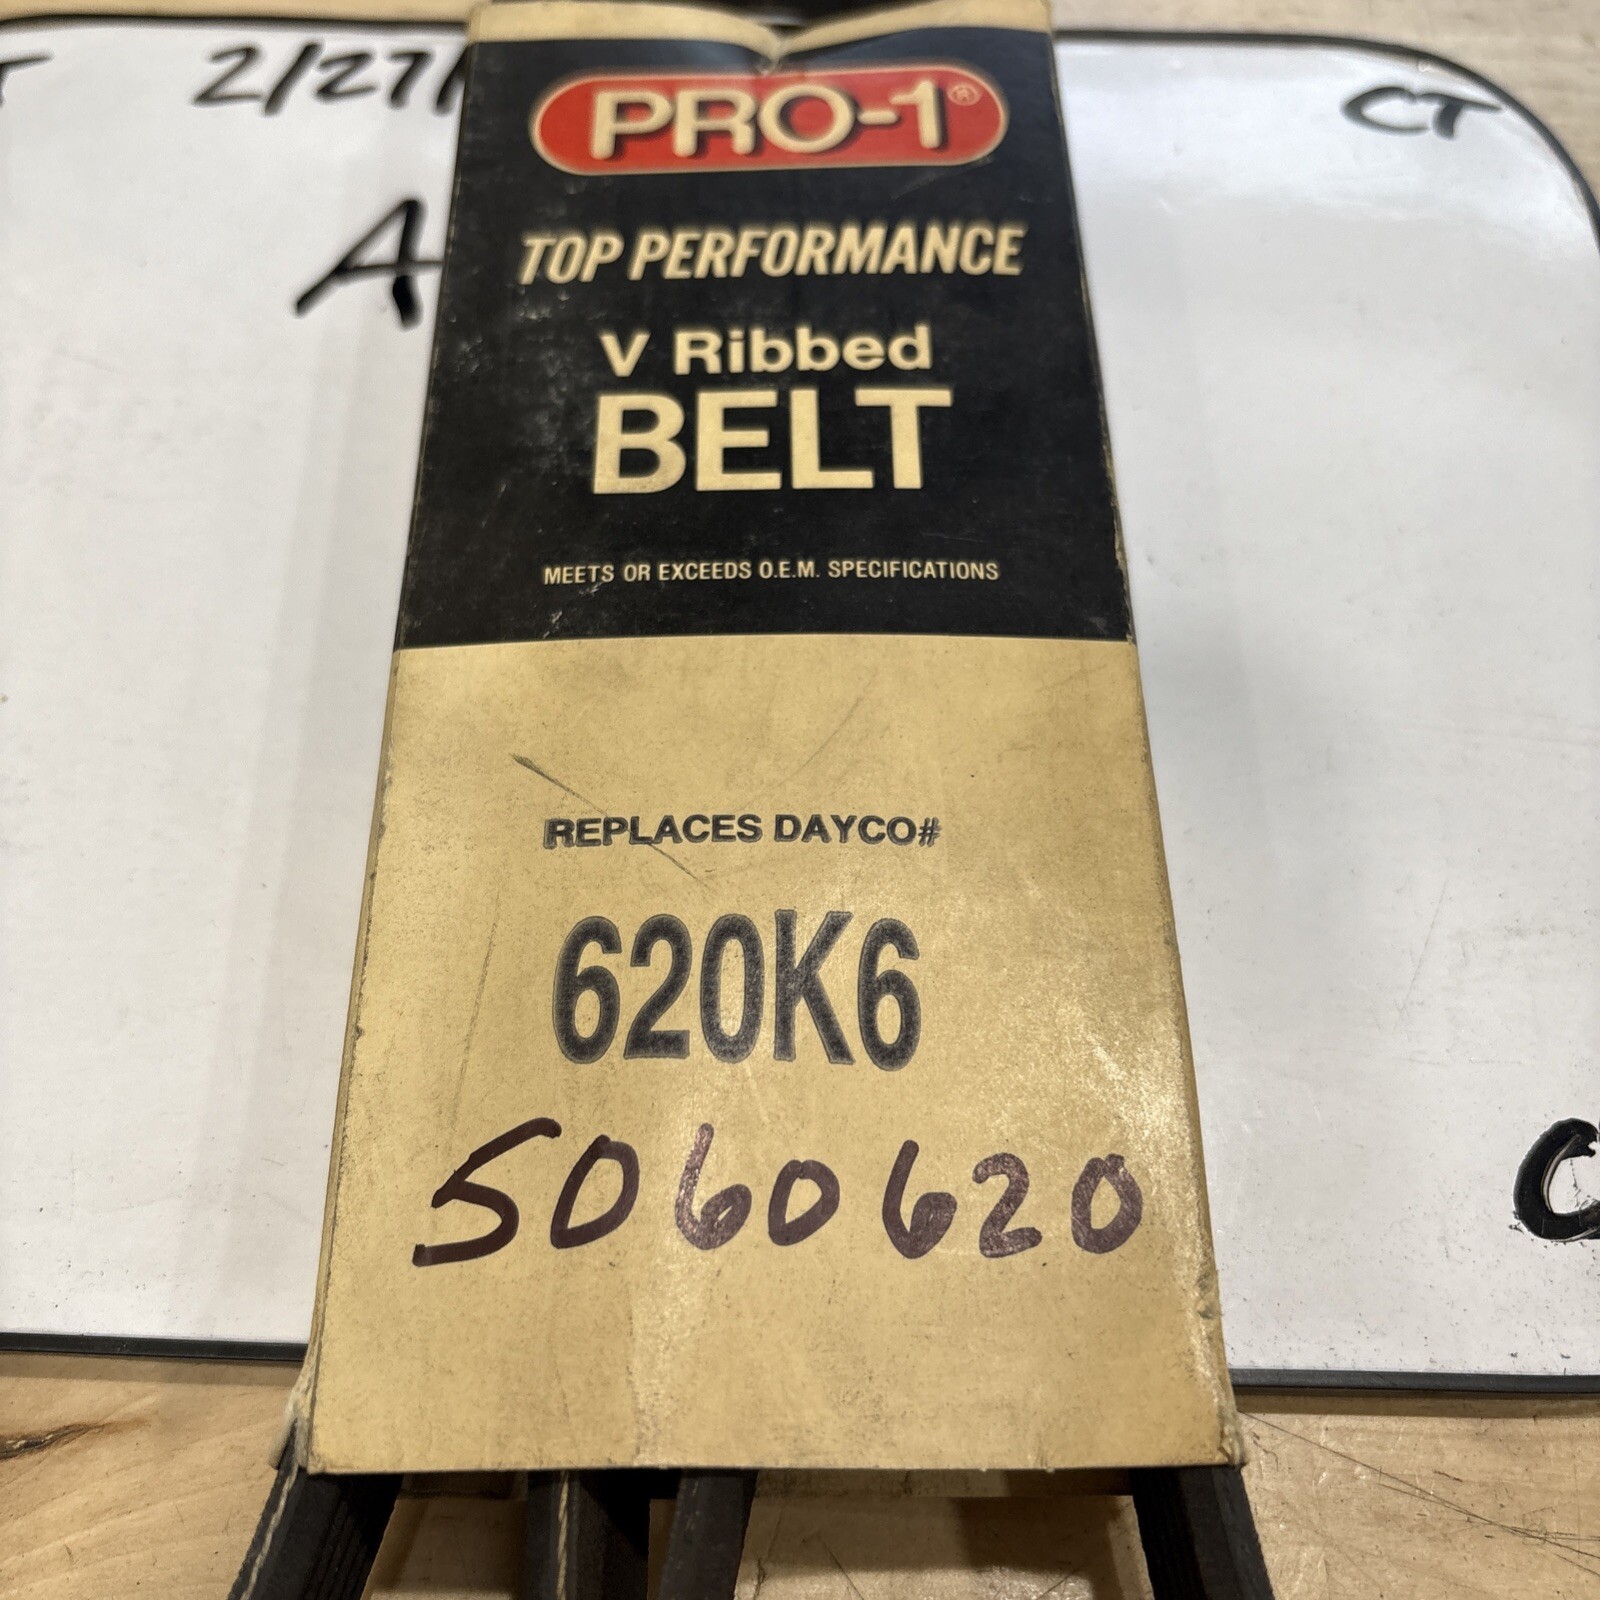 2/27/
CT
A
PRO-1®
TOP PERFORMANCE
V Ribbed
BELT
MEETS OR EXCEEDS O.E.M. SPECIFICATIONS
REPLACES DAYCO#
620K6
5060620